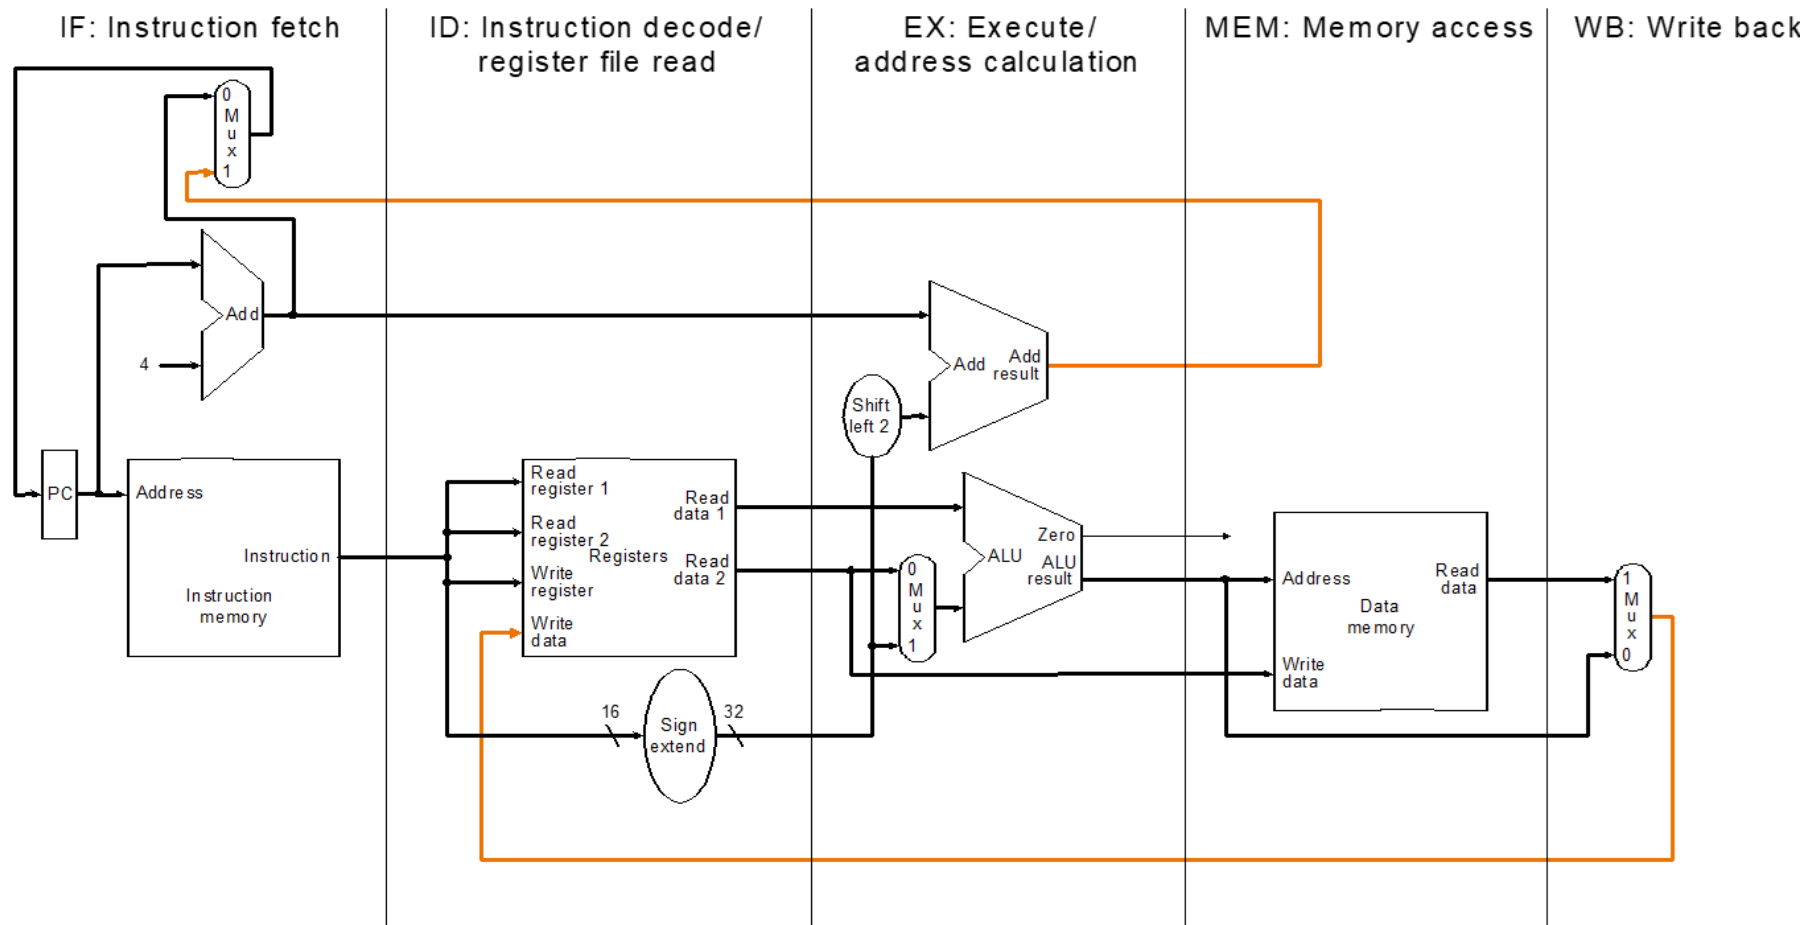 IF: Instruction fetch
ID: Instruction decode/
register file read
EX: Execute/
address calculation
MEM: Memory access
WB: Write back
0
M
u
x
1
Add
4
PC
Address
Instruction
Instruction
memory
Read
register 1
Read
register 2
Write
register
Write
data
Registers
Read
data 1
Read
data 2
16
Sign
extend
32
Shift
left 2
Add
Add
result
0
M
u
x
1
ALU
Zero
ALU
result
Address
Write
data
Data
memory
Read
data
1
M
u
x
0